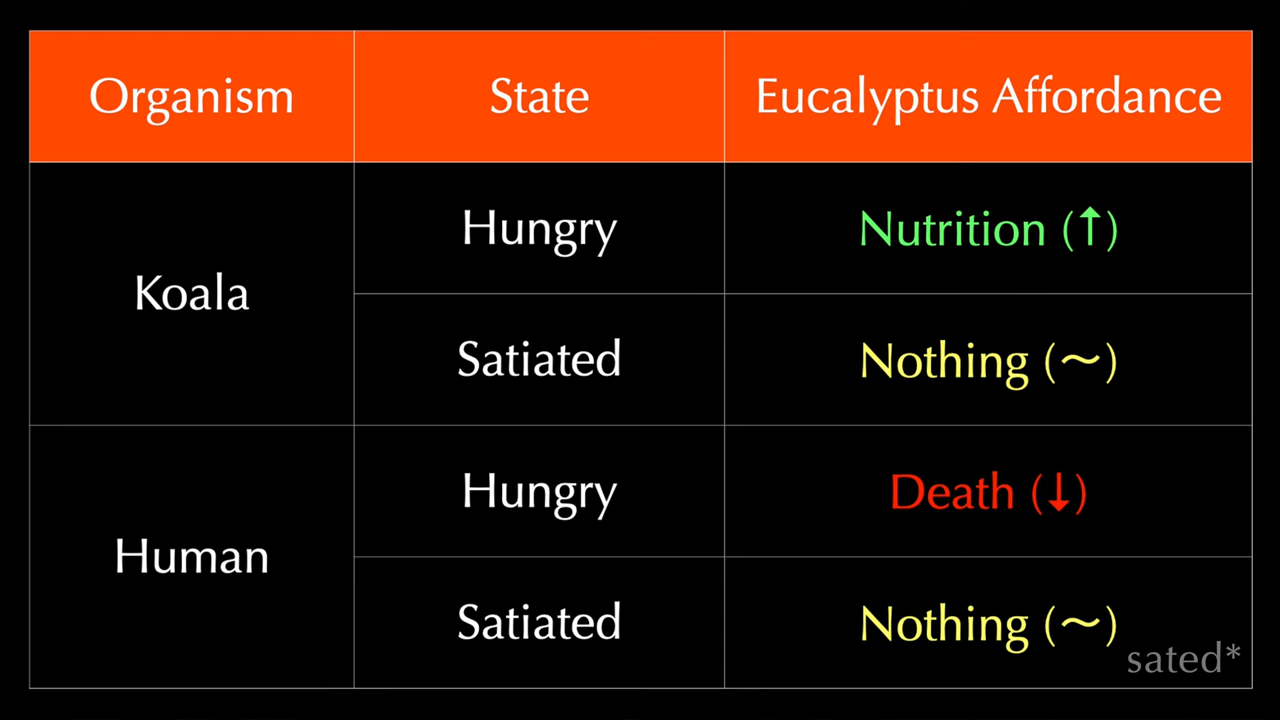 Organism State Eucalyptus Affordance
Koala Hungry Nutrition (↑)
Satiated Nothing (~)
Human Hungry Death (↓)
Satiated Nothing (~)
sated*